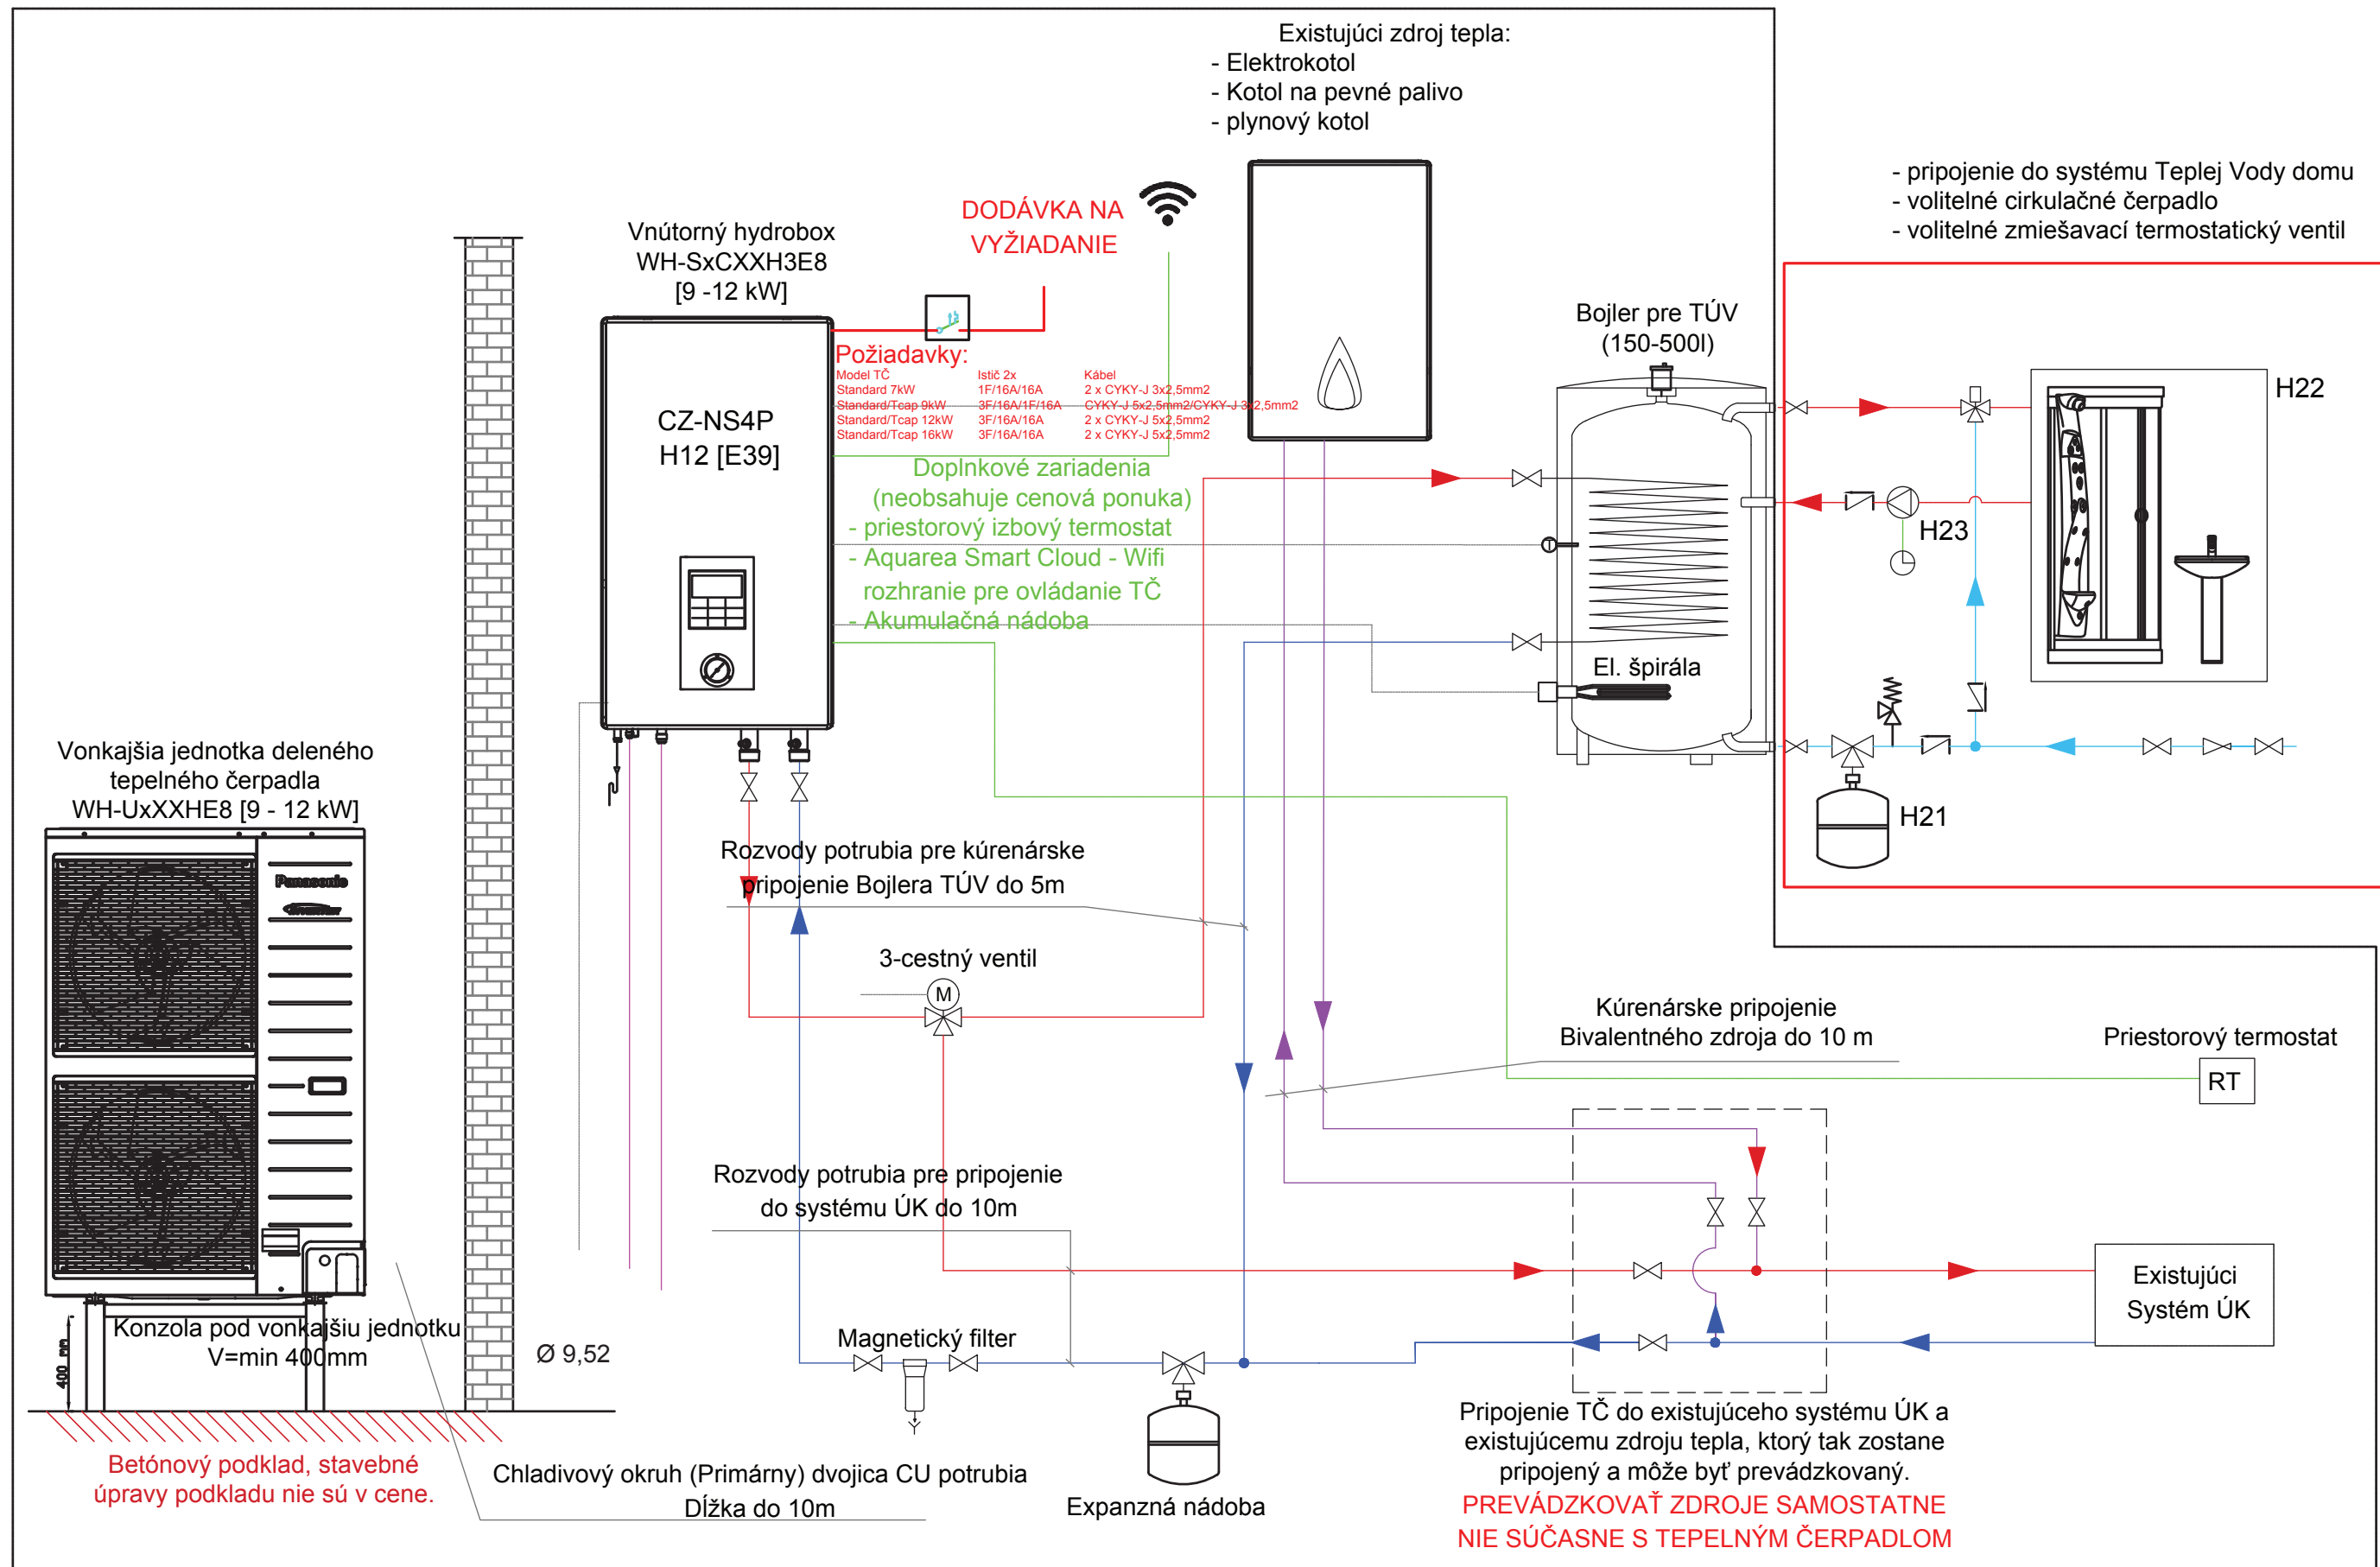 Existujúci zdroj tepla:
- Elektrokotol
- Kotol na pevné palivo
- plynový kotol
- pripojenie do systému Teplej Vody domu
- volitelné cirkulačné čerpadlo
- volitelné zmiešavací termostatický ventil
DODÁVKA NA
VYŽIADANIE
Vnútorný hydrobox
WH-SxCXXH3E8
[9 -12 kW]
Bojler pre TÚV
(150-500l)
Požiadavky:
Model TČ Istič 2x Kábel
Standard 7kW 1F/16A/16A 2 x CYKY-J 3x2,5mm2
Standard/Tcap 9kW 3F/16A/1F/16A CYKY-J 5x2,5mm2/CYKY-J 3x2,5mm2
Standard/Tcap 12kW 3F/16A/16A 2 x CYKY-J 5x2,5mm2
Standard/Tcap 16kW 3F/16A/16A 2 x CYKY-J 5x2,5mm2
CZ-NS4P
H12 [E39]
H22
Doplnkové zariadenia
(neobsahuje cenová ponuka)
- priestorový izbový termostat
- Aquarea Smart Cloud - Wifi
rozhranie pre ovládanie TČ
- Akumulačná nádoba
T
H23
El. špirála
Vonkajšia jednotka deleného
tepelného čerpadla
WH-UxXXHE8 [9 - 12 kW]
H21
Panasonic
INVERTER
Rozvody potrubia pre kúrenárske
pripojenie Bojlera TÚV do 5m
3-cestný ventil
M
Kúrenárske pripojenie
Bivalentného zdroja do 10 m
Priestorový termostat
RT
Rozvody potrubia pre pripojenie
do systému ÚK do 10m
Existujúci
Systém ÚK
Konzola pod vonkajšiu jednotku
V=min 400mm
400 mm
Ø 9,52
Magnetický filter
Betónový podklad, stavebné
úpravy podkladu nie sú v cene.
Chladivový okruh (Primárny) dvojica CU potrubia
Dĺžka do 10m
Expanzná nádoba
Pripojenie TČ do existujúceho systému ÚK a
existujúcemu zdroju tepla, ktorý tak zostane
pripojený a môže byť prevádzkovaný.
PREVÁDZKOVAŤ ZDROJE SAMOSTATNE
NIE SÚČASNE S TEPELNÝM ČERPADLOM